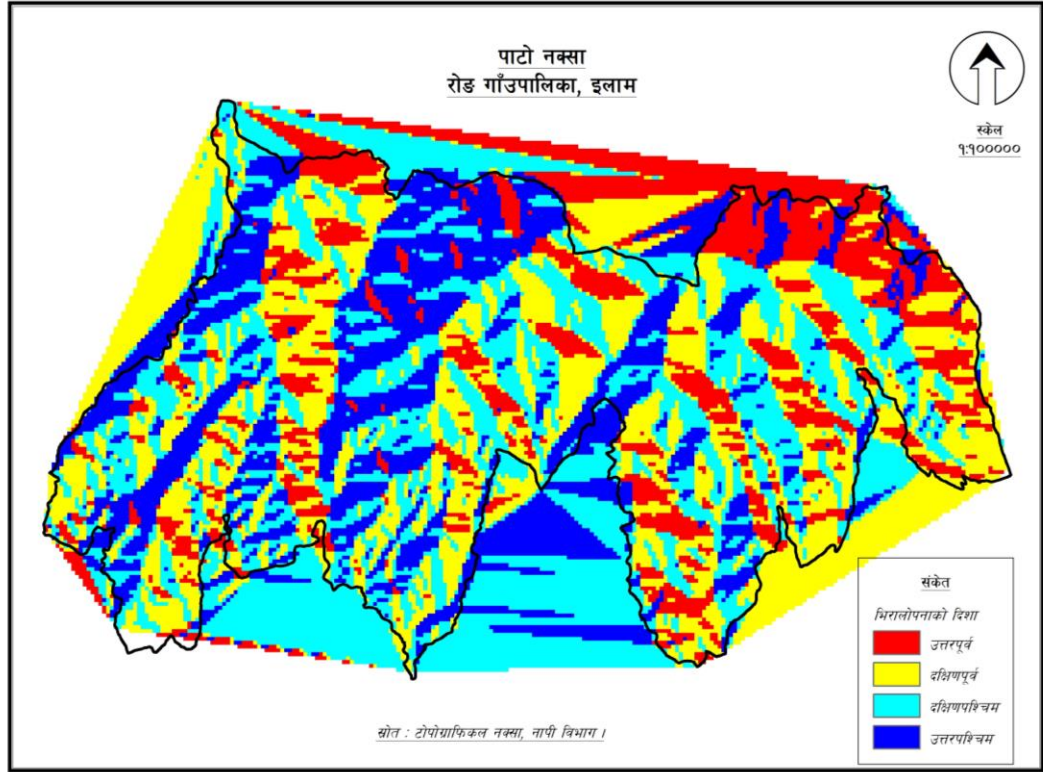 पाटो नक्सा
रोङ गाँउपालिका, इलाम
स्केल
१:१०००००
संकेत
भिरालोपनाको दिशा
उत्तरपूर्व
दक्षिणपूर्व
दक्षिणपश्चिम
उत्तरपश्चिम
स्रोत : टोपोग्राफिकल नक्सा, नापी विभाग ।